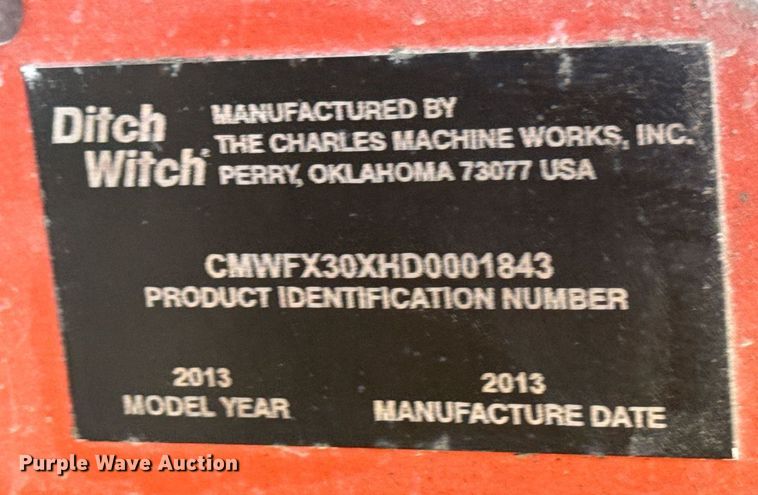 Ditch
Witch®
MANUFACTURED BY
THE CHARLES MACHINE WORKS, INC.
PERRY, OKLAHOMA 73077 USA
CMWFX30XHD0001843
PRODUCT IDENTIFICATION NUMBER
2013
MODEL YEAR
2013
MANUFACTURE DATE
Purple Wave Auction